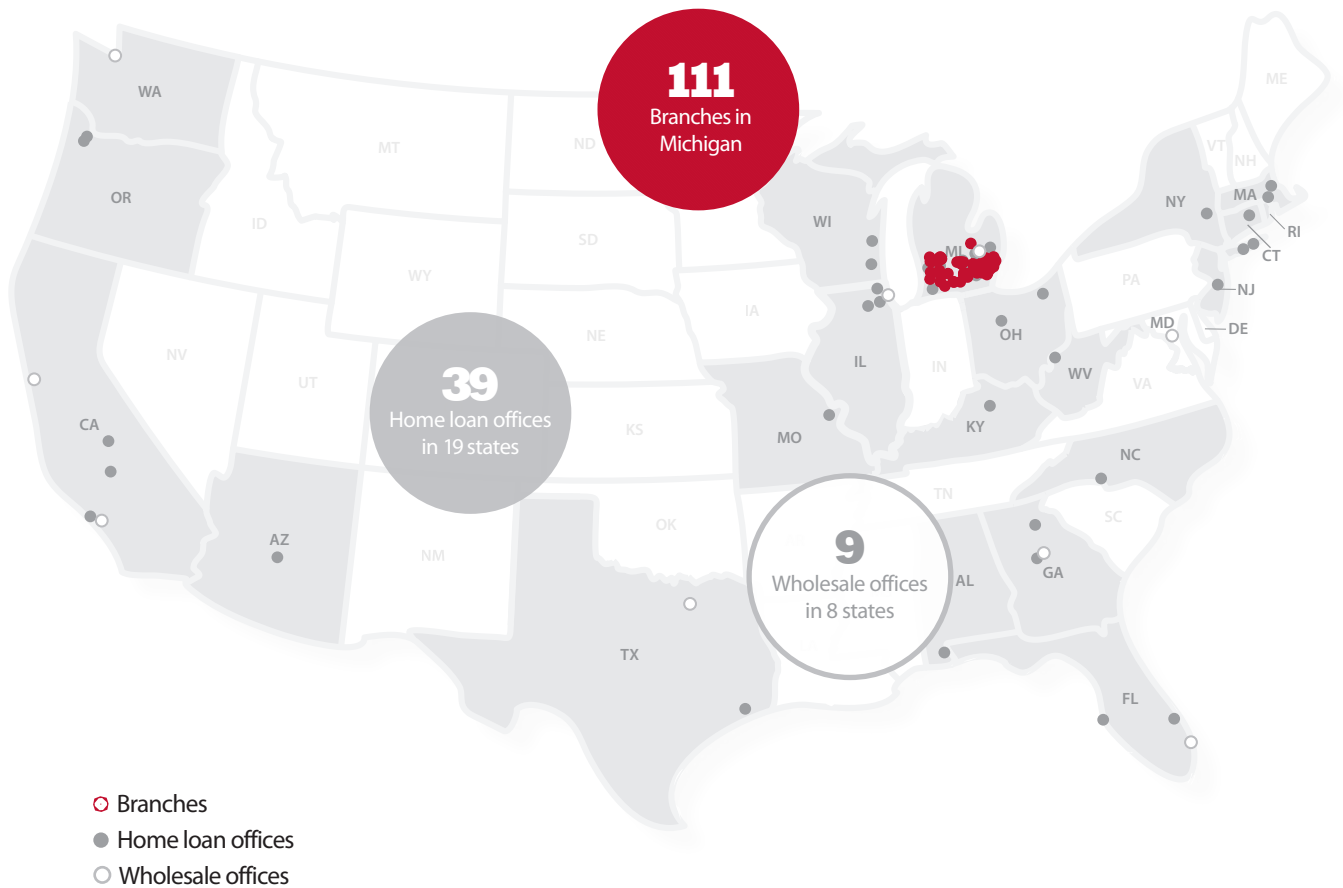 111
Branches in
Michigan
39
Home loan offices
in 19 states
9
Wholesale offices
in 8 states
WA
MT
ND
ME
VT
NH
OR
ID
WY
SD
WI
MI
NY
MA
RI
CT
NV
UT
NE
IA
PA
NJ
CA
KS
IL
IN
OH
MD
DE
WV
VA
MO
KY
NC
AZ
NM
OK
TN
SC
TX
AL
GA
FL
Branches
Home loan offices
Wholesale offices